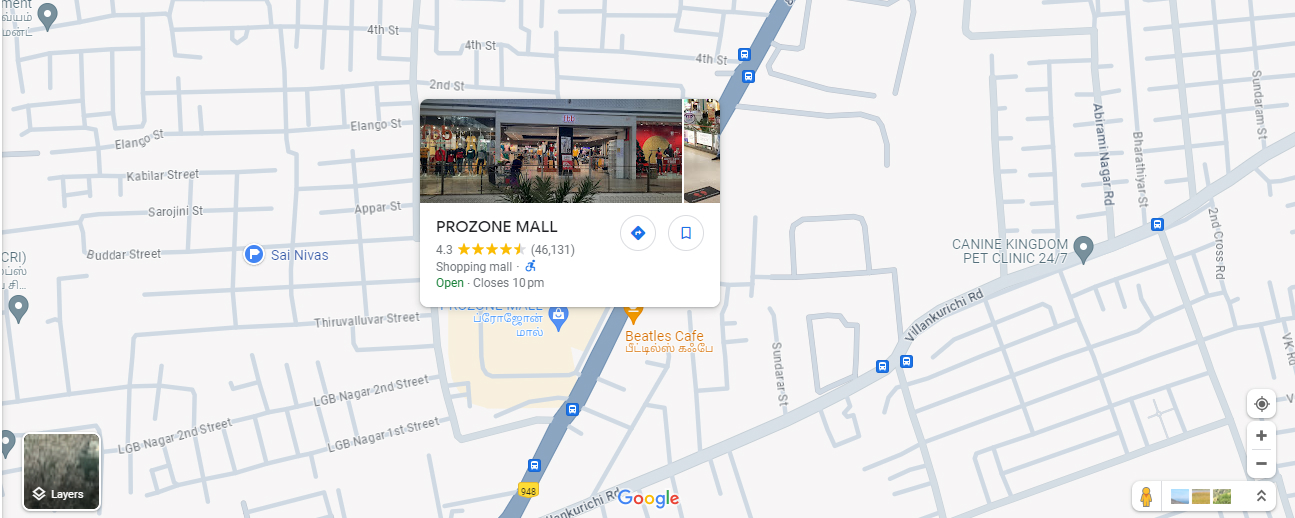 ment
4th St
4th St
4th St
2nd St
Elango St
Elango St
Kabilar Street
Sarojini St
Appar St
Buddar Street
Sai Nivas
CRI)
PROZONE MALL
4.3
(46,131)
Shopping mall ·
Open · Closes 10 pm
PROZONE MALL
ப்ரோஜோன்
மால்
Beatles Cafe
பீட்டில்ஸ் கஃபே
Thiruvalluvar Street
LGB Nagar 2nd Street
LGB Nagar 2nd Street
LGB Nagar 1st Street
Abirami Nagar Rd
Bharathiyar St
Sundaram St
2nd Cross Rd
CANINE KINGDOM
PET CLINIC 24/7
Villankurichi Rd
Sundarar St
VK Rd
Layers
948
Villankurichi Rd
Google